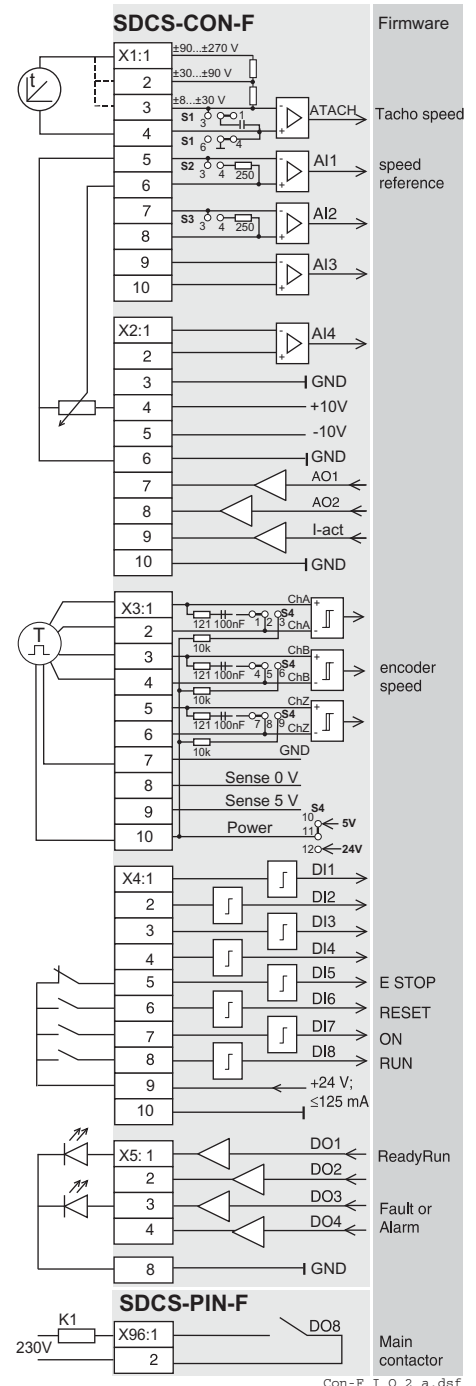 SDCS-CON-F
Firmware
X1:1 ±90...±270 V
2 ±30...±90 V
3 ±8...±30 V
t
S1 3 1 - ATACH Tacho speed
4 S1 6 4 +
5 S2 3 4 250 - AI1 speed
6 + reference
7 S3 3 4 250 - AI2
8 +
9 - AI3
10 +
X2:1 - AI4
2 +
3 GND
4 +10V
5 -10V
6 GND
7 AO1
8 AO2
9 I-act
10 GND
X3:1 ChA +
121 100nF 1 2 3 S4
2 ChA -
T
10k
3 ChB +
121 100nF 4 5 6 S4 encoder
4 ChB - speed
10k
5 ChZ +
121 100nF 7 8 9 S4
6 ChZ -
10k
7 GND
8 Sense 0 V
9 Sense 5 V
S4
10 Power 10 5V
11
12 24V
X4:1 DI1
2 DI2
3 DI3
4 DI4
5 DI5 E STOP
6 DI6 RESET
7 DI7 ON
8 DI8 RUN
9 +24 V;
≤125 mA
10
X5: 1 DO1 ReadyRun
2 DO2
3 DO3 Fault or
4 DO4 Alarm
8 GND
SDCS-PIN-F
K1
230V
X96:1 DO8 Main
2 contactor
Con-F_I_O_2_a.dsf